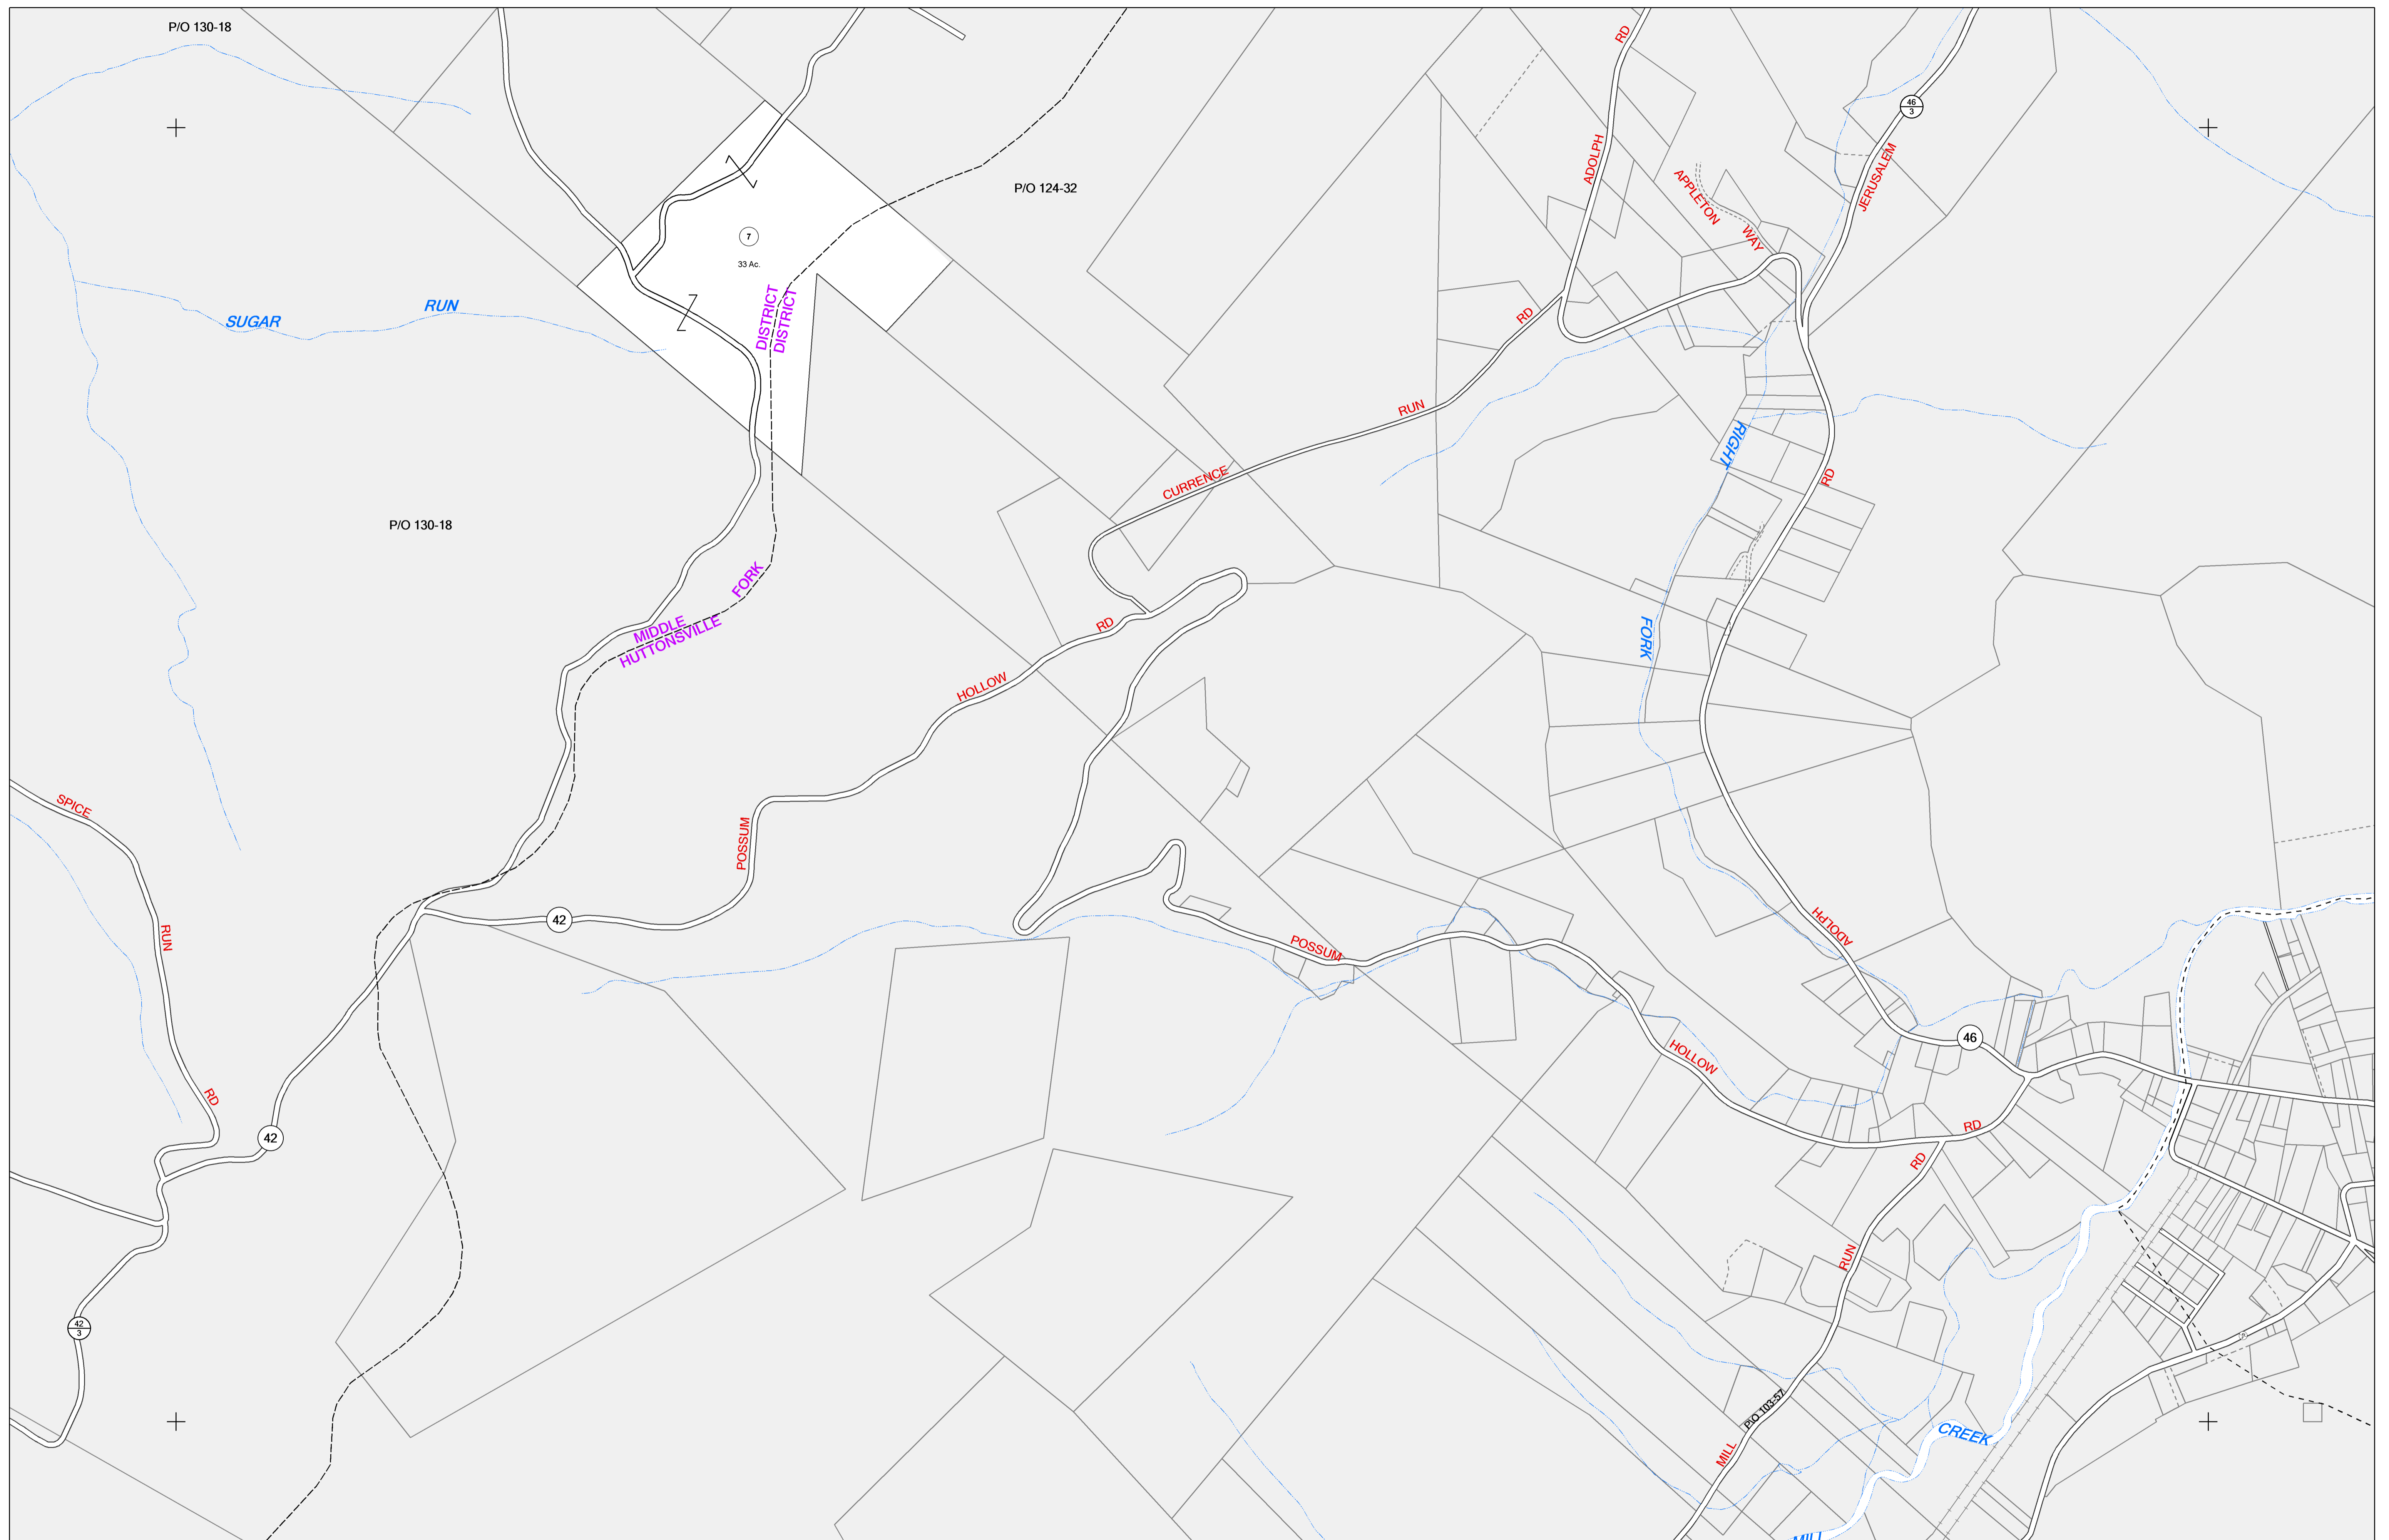 P/O 130-18
RD
46
3
ADOLPH
JERUSALEM
P/O 124-32
APPLETON
WAY
7
33 Ac.
DISTRICT
DISTRICT
SUGAR RUN
RD
RUN
CURRENCE
RIGHT
RD
P/O 130-18
FORK
MIDDLE
HUTTONSVILLE
RD
FORK
HOLLOW
SPICE
POSSUM
RUN
42
POSSUM
ADOLPH
46
HOLLOW
RD
RD
42
RD
RUN
42
3
P\O 103-57
MILL
CREEK
MILL